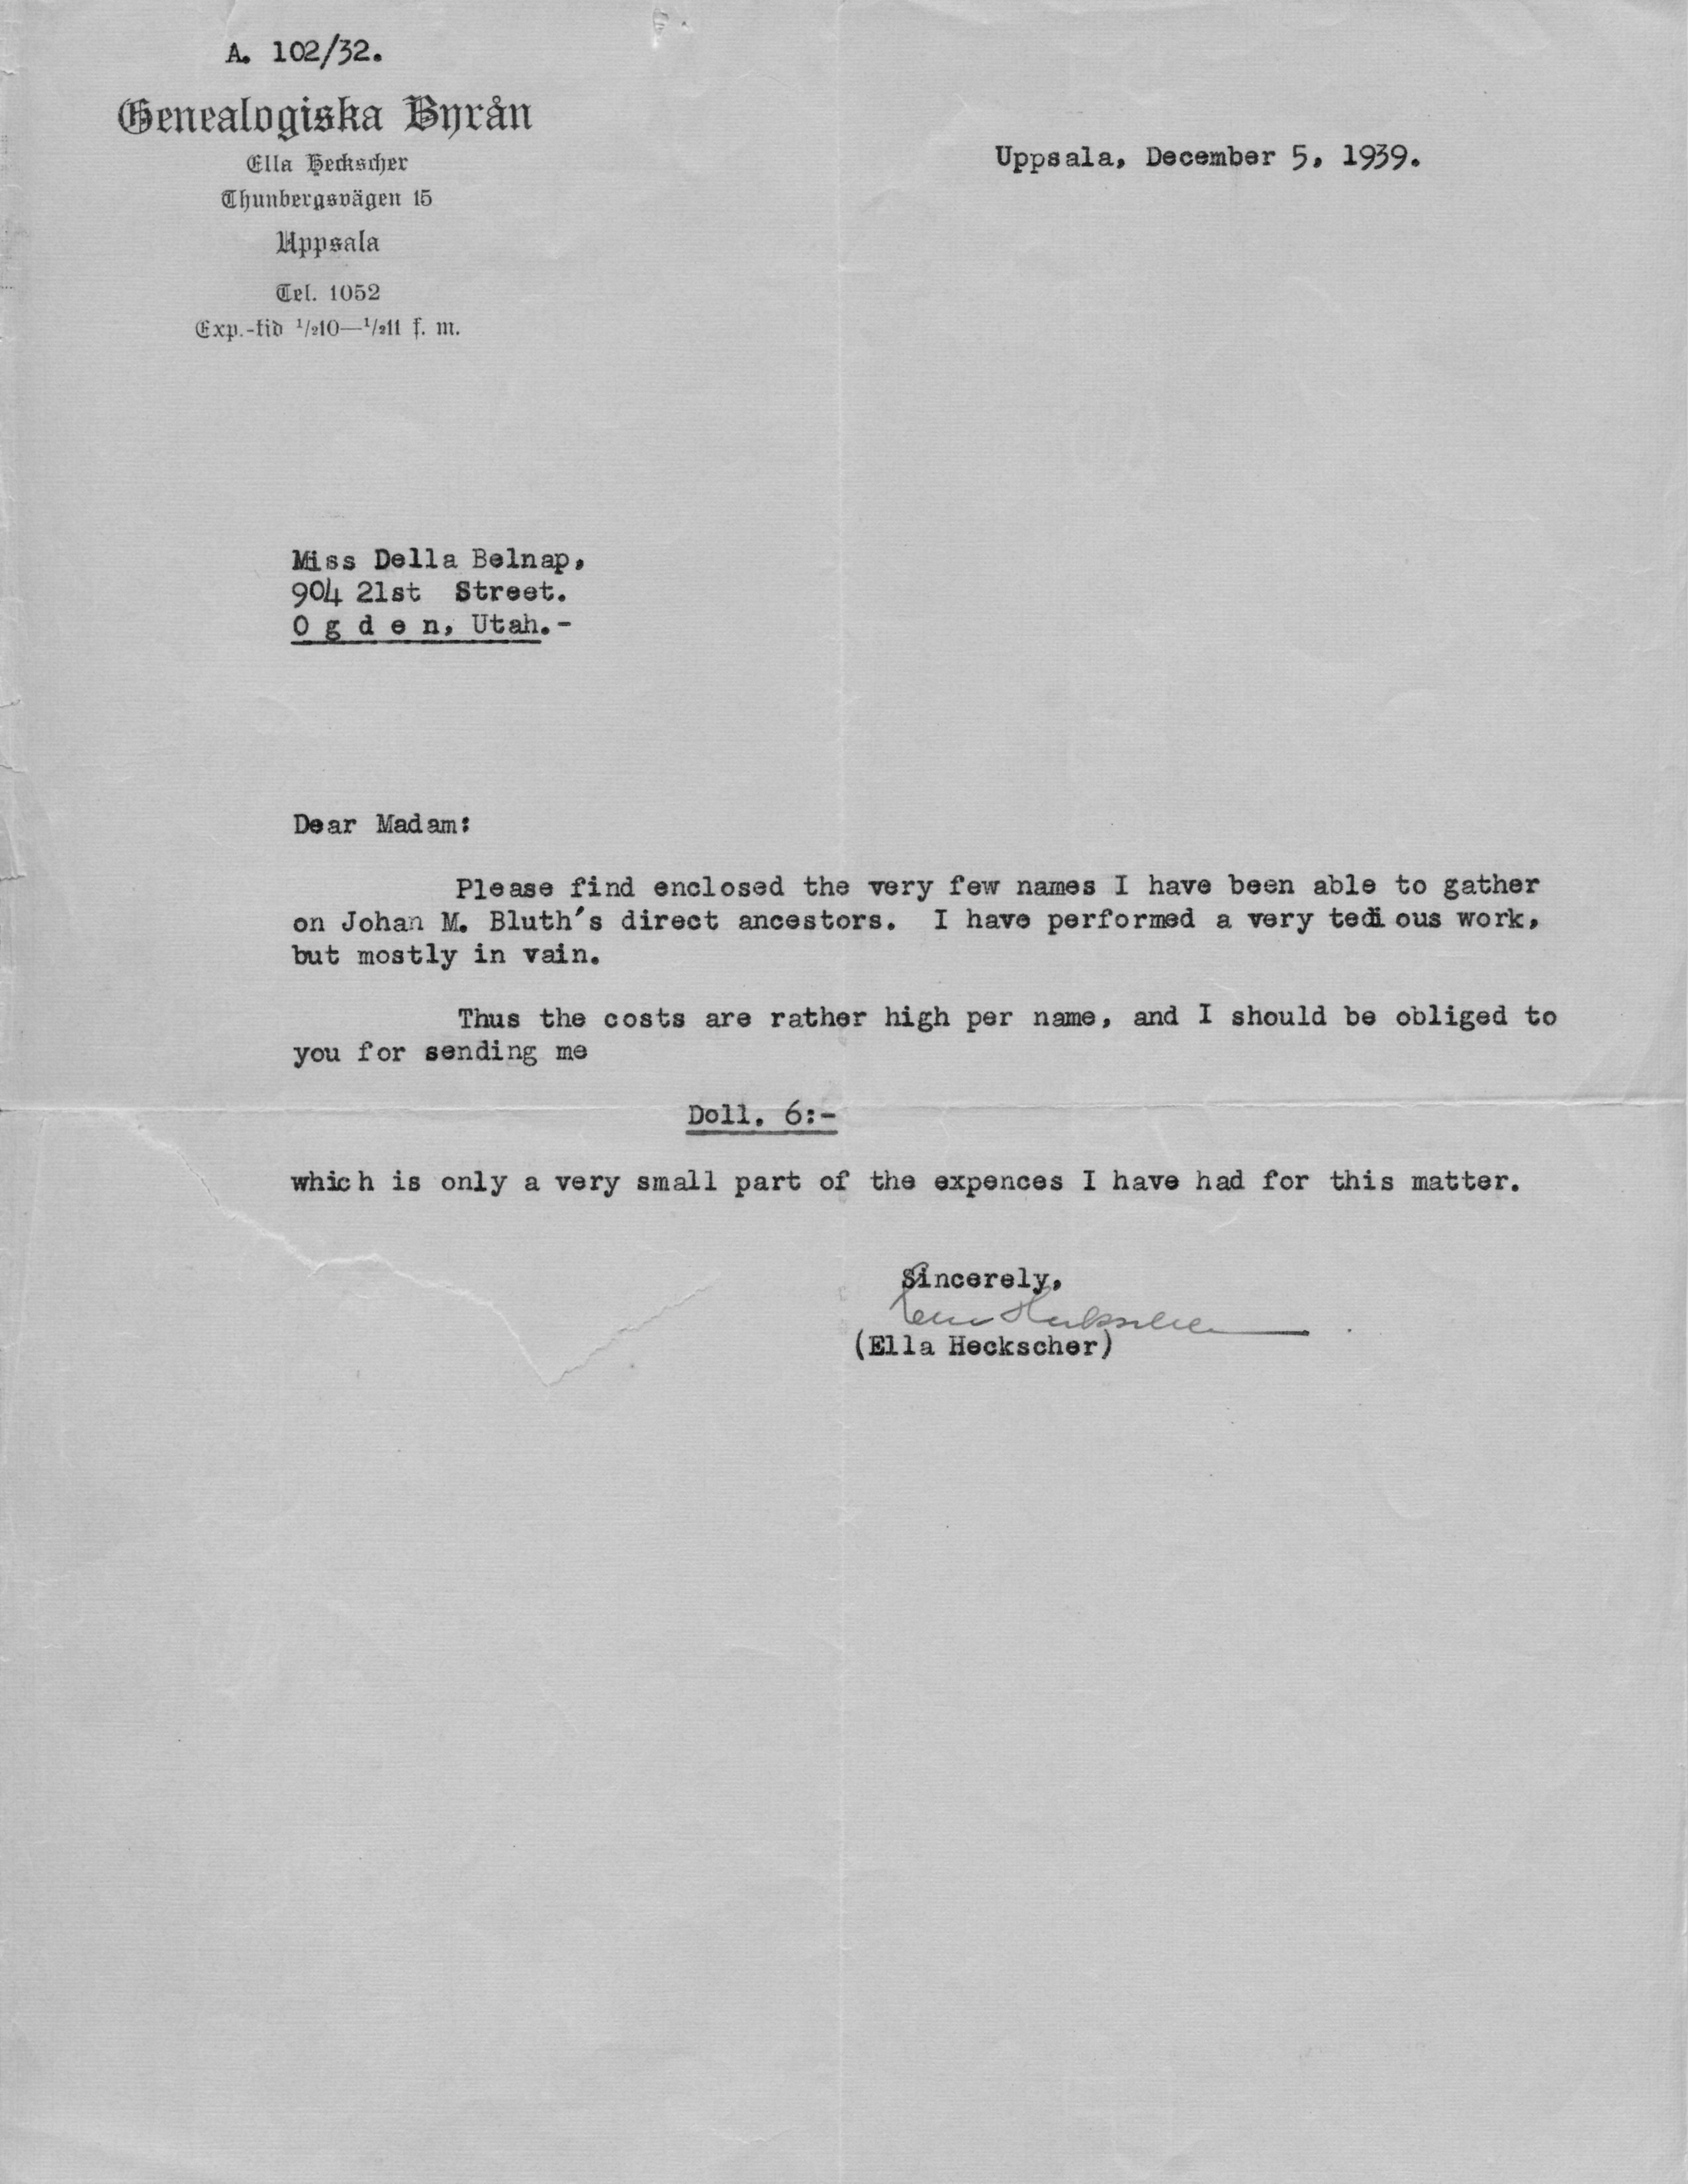 A. 102/32.
Genealogiska Byrån
Ella Heckscher
Thunbergsvägen 15
Uppsala
Tel. 1052
Exp.-tid 1/210—1/211 f. m.
Uppsala, December 5, 1939.
Miss Della Belnap,
904 21st Street.
O g d e n, Utah.-
Dear Madam:
Please find enclosed the very few names I have been able to gather
on Johan M. Bluth's direct ancestors. I have performed a very tedious work,
but mostly in vain.
Thus the costs are rather high per name, and I should be obliged to
you for sending me
Doll. 6:-
which is only a very small part of the expences I have had for this matter.
Sincerely,
Ella Heckscher
(Ella Heckscher)